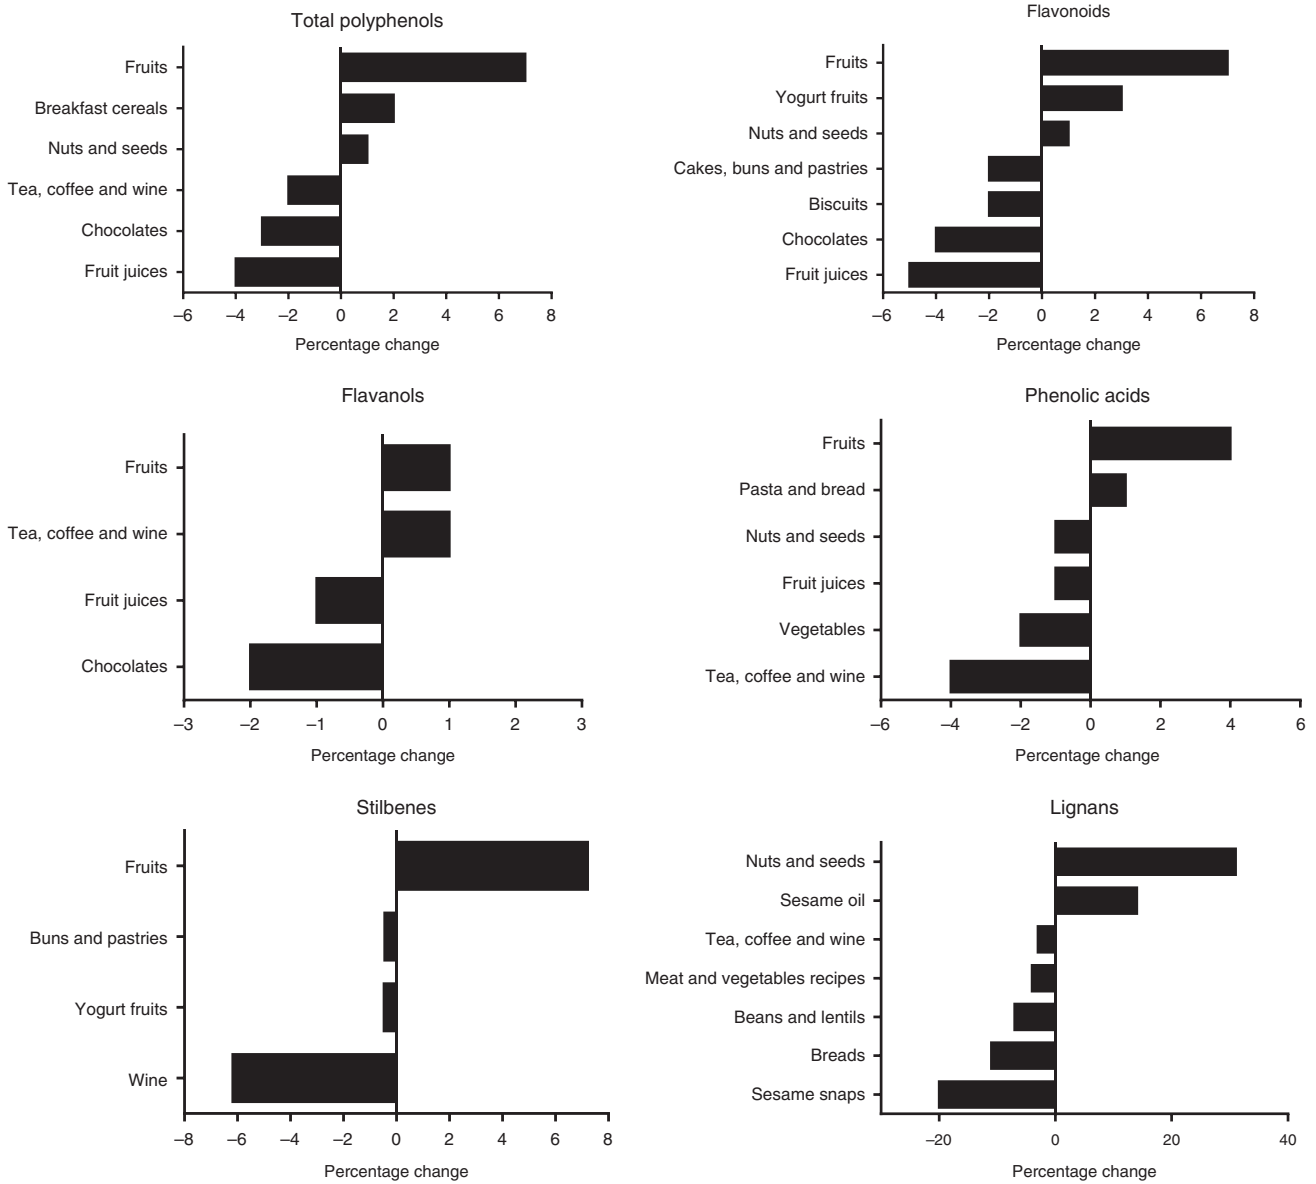 Total polyphenols
Fruits
Breakfast cereals
Nuts and seeds
Tea, coffee and wine
Chocolates
Fruit juices
–6 –4 –2 0 2 4 6 8
Percentage change
Flavonoids
Fruits
Yogurt fruits
Nuts and seeds
Cakes, buns and pastries
Biscuits
Chocolates
Fruit juices
–6 –4 –2 0 2 4 6 8
Percentage change
Flavanols
Fruits
Tea, coffee and wine
Fruit juices
Chocolates
–3 –2 –1 0 1 2 3
Percentage change
Phenolic acids
Fruits
Pasta and bread
Nuts and seeds
Fruit juices
Vegetables
Tea, coffee and wine
–6 –4 –2 0 2 4 6
Percentage change
Stilbenes
Fruits
Buns and pastries
Yogurt fruits
Wine
–8 –6 –4 –2 0 2 4 6 8
Percentage change
Lignans
Nuts and seeds
Sesame oil
Tea, coffee and wine
Meat and vegetables recipes
Beans and lentils
Breads
Sesame snaps
–20 0 20 40
Percentage change